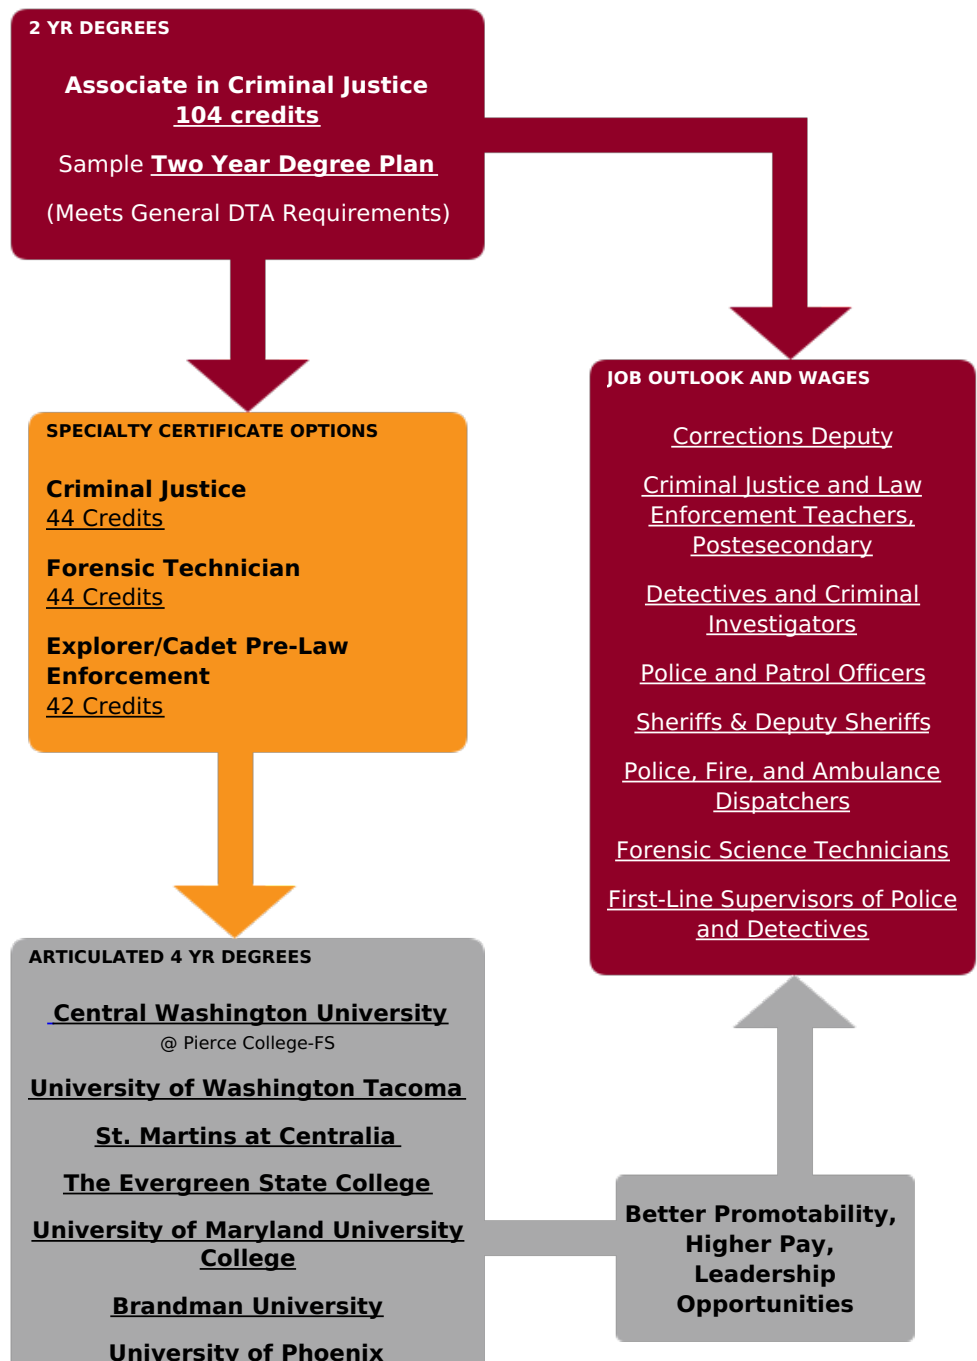 2 YR DEGREES
Associate in Criminal Justice
104 credits
Sample Two Year Degree Plan
(Meets General DTA Requirements)
SPECIALTY CERTIFICATE OPTIONS
Criminal Justice
44 Credits
Forensic Technician
44 Credits
Explorer/Cadet Pre-Law
Enforcement
42 Credits
ARTICULATED 4 YR DEGREES
Central Washington University
@ Pierce College-FS
University of Washington Tacoma
St. Martins at Centralia
The Evergreen State College
University of Maryland University
College
Brandman University
University of Phoenix
JOB OUTLOOK AND WAGES
Corrections Deputy
Criminal Justice and Law
Enforcement Teachers,
Postesecondary
Detectives and Criminal
Investigators
Police and Patrol Officers
Sheriffs & Deputy Sheriffs
Police, Fire, and Ambulance
Dispatchers
Forensic Science Technicians
First-Line Supervisors of Police
and Detectives
Better Promotability,
Higher Pay,
Leadership
Opportunities